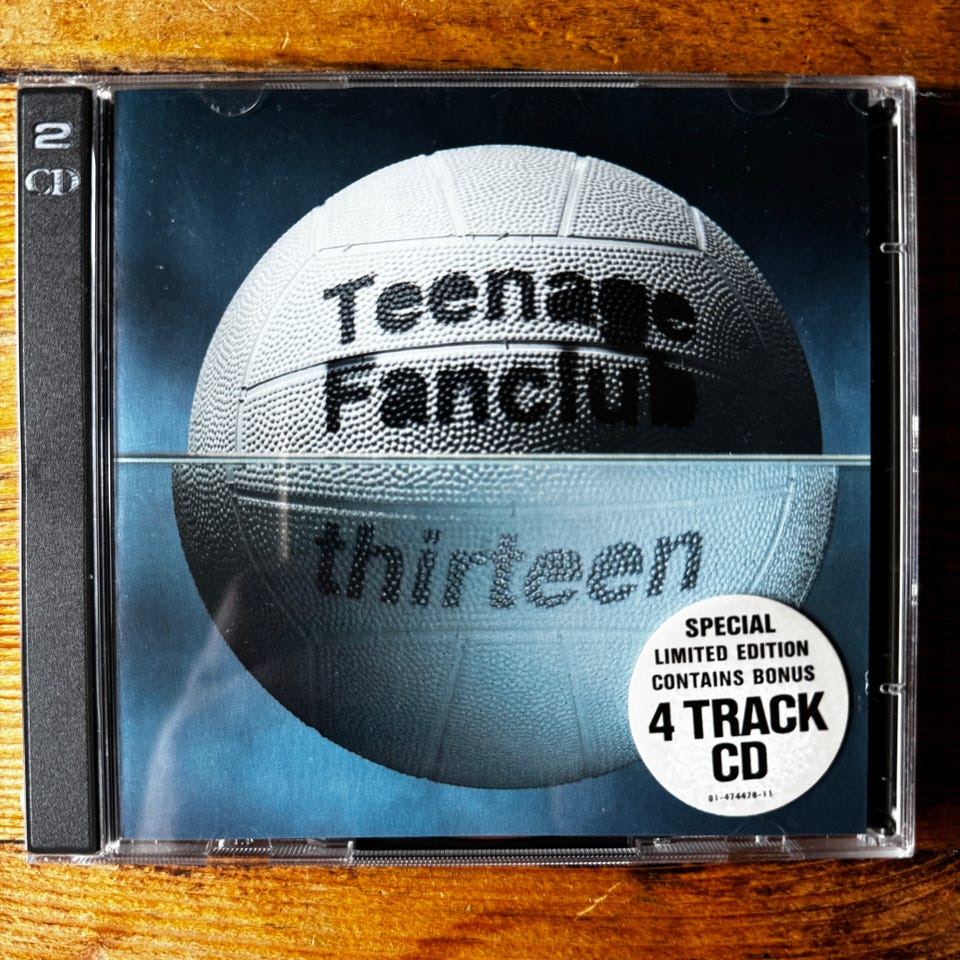 2
CD
Teenage
Fanclub
thirteen
SPECIAL
LIMITED EDITION
CONTAINS BONUS
4 TRACK
CD
01-474478-11